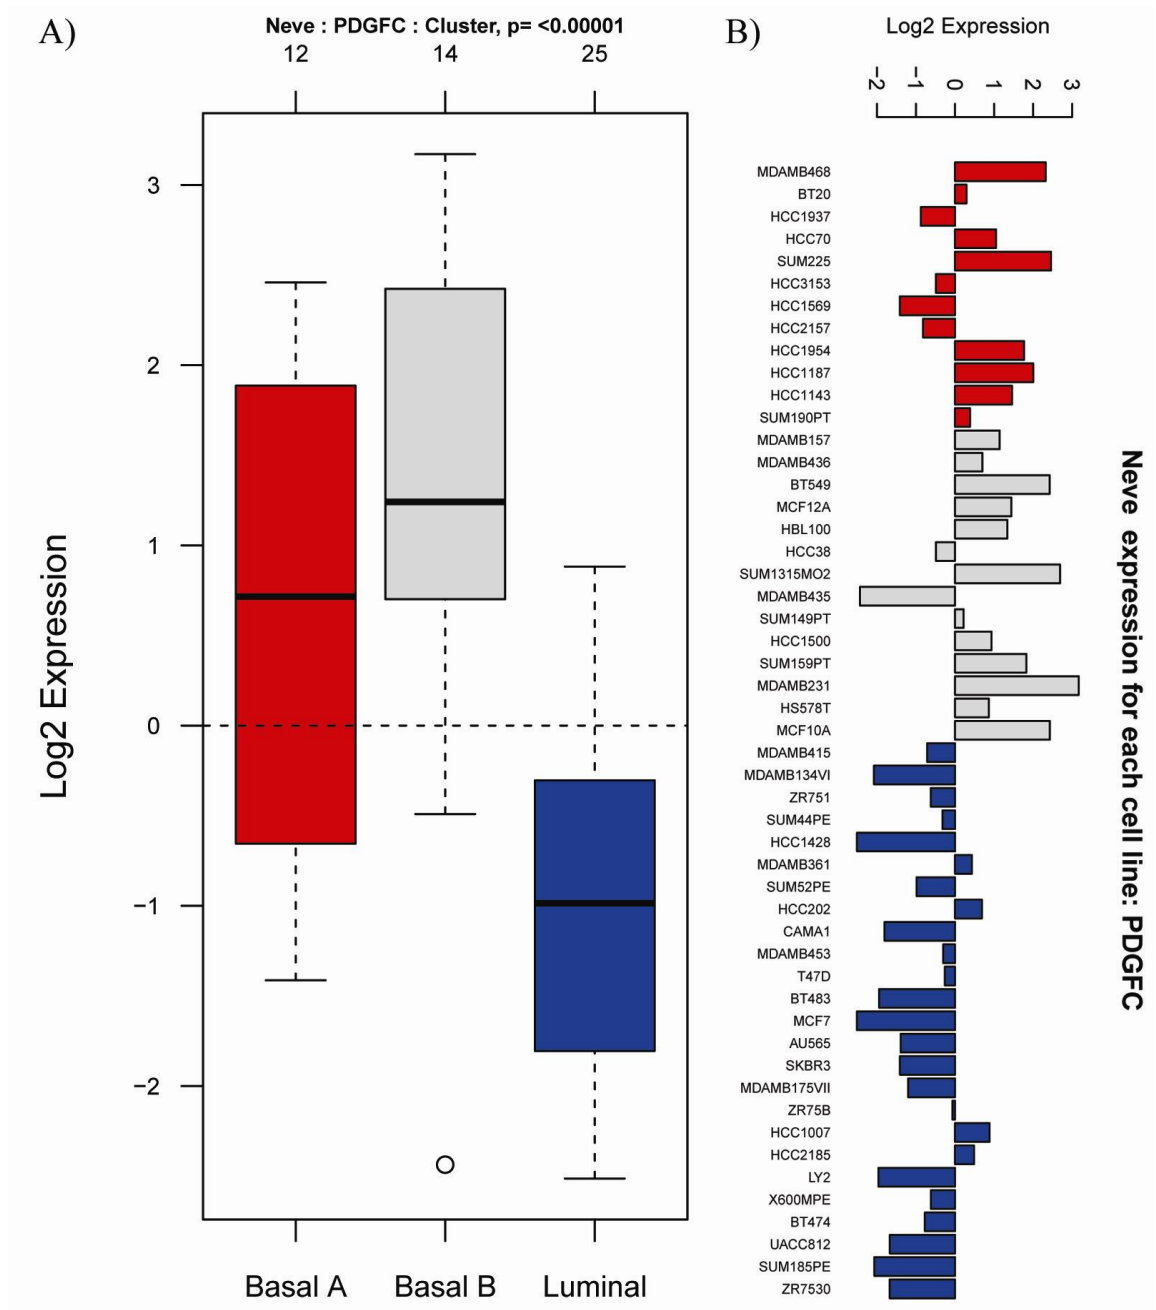 A)
Neve : PDGFC : Cluster, p= <0.00001
12 14 25
Log2 Expression
3
2
1
0
−1
−2
Basal A Basal B Luminal
B)
Log2 Expression
−2 −1 0 1 2 3
MDAMB468
BT20
HCC1937
HCC70
SUM225
HCC3153
HCC1569
HCC2157
HCC1954
HCC1187
HCC1143
SUM190PT
MDAMB157
MDAMB436
BT549
MCF12A
HBL100
HCC38
SUM1315MO2
MDAMB435
SUM149PT
HCC1500
SUM159PT
MDAMB231
HS578T
MCF10A
MDAMB415
MDAMB134VI
ZR751
SUM44PE
HCC1428
MDAMB361
SUM52PE
HCC202
CAMA1
MDAMB453
T47D
BT483
MCF7
AU565
SKBR3
MDAMB175VII
ZR75B
HCC1007
HCC2185
LY2
X600MPE
BT474
UACC812
SUM185PE
ZR7530
Neve expression for each cell line: PDGFC